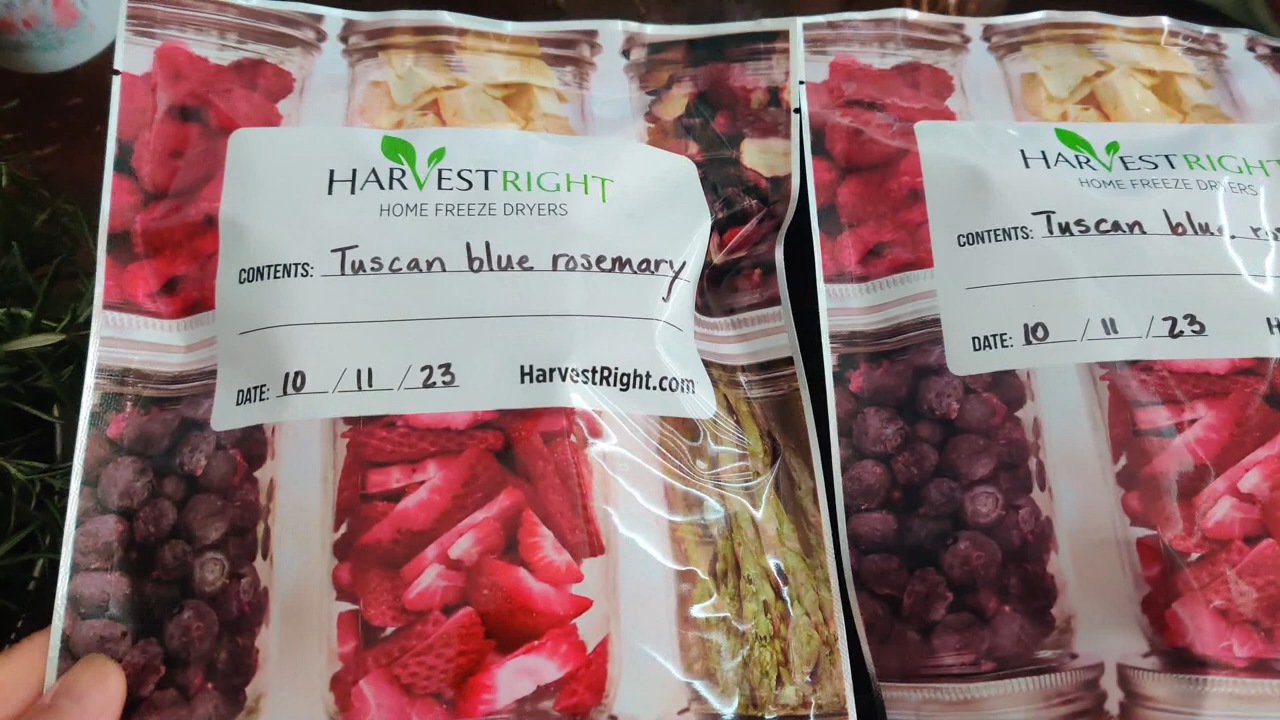 HARVESTRIGHT
HOME FREEZE DRYERS
CONTENTS: Tuscan blue rosemary
DATE: 10 / 11 / 23 HarvestRight.com
HARVESTRIGHT
HOME FREEZE DRYERS
CONTENTS: Tuscan blue
DATE: 10 / 11 / 23